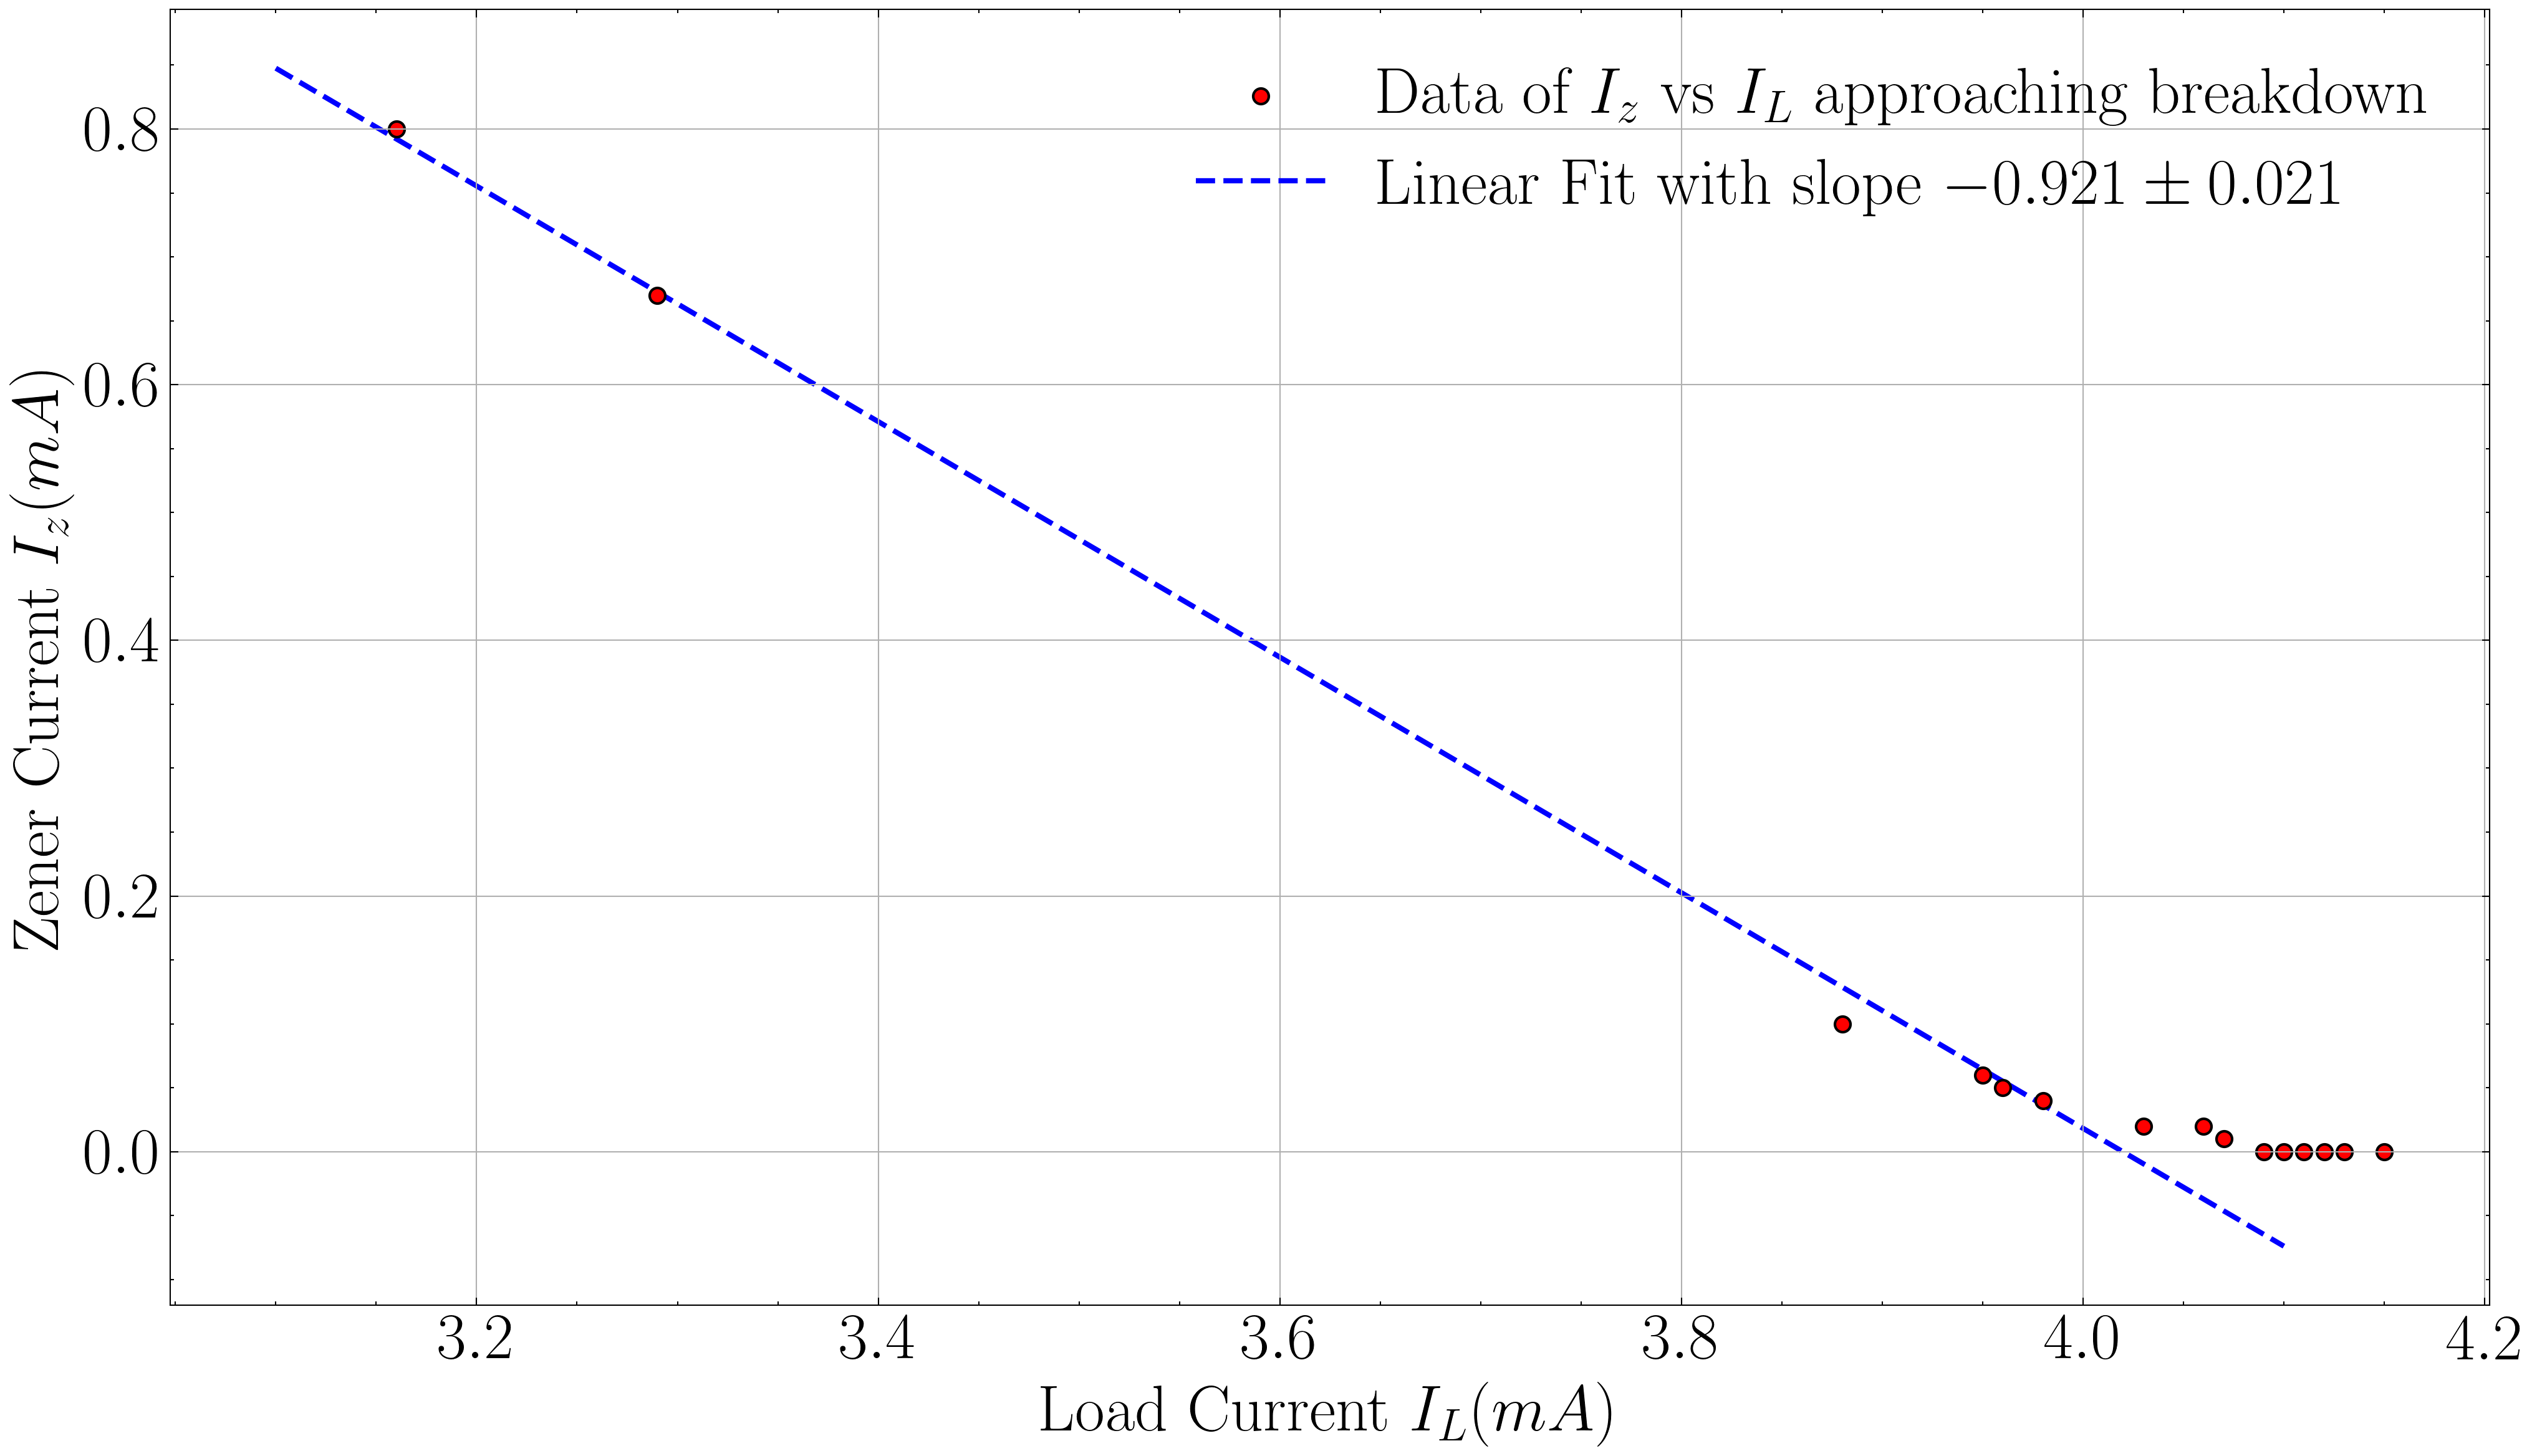 Data of I_z vs I_L approaching breakdown
Linear Fit with slope −0.921 ± 0.021
Zener Current I_z(mA)
0.8
0.6
0.4
0.2
0.0
3.2 3.4 3.6 3.8 4.0 4.2
Load Current I_L(mA)